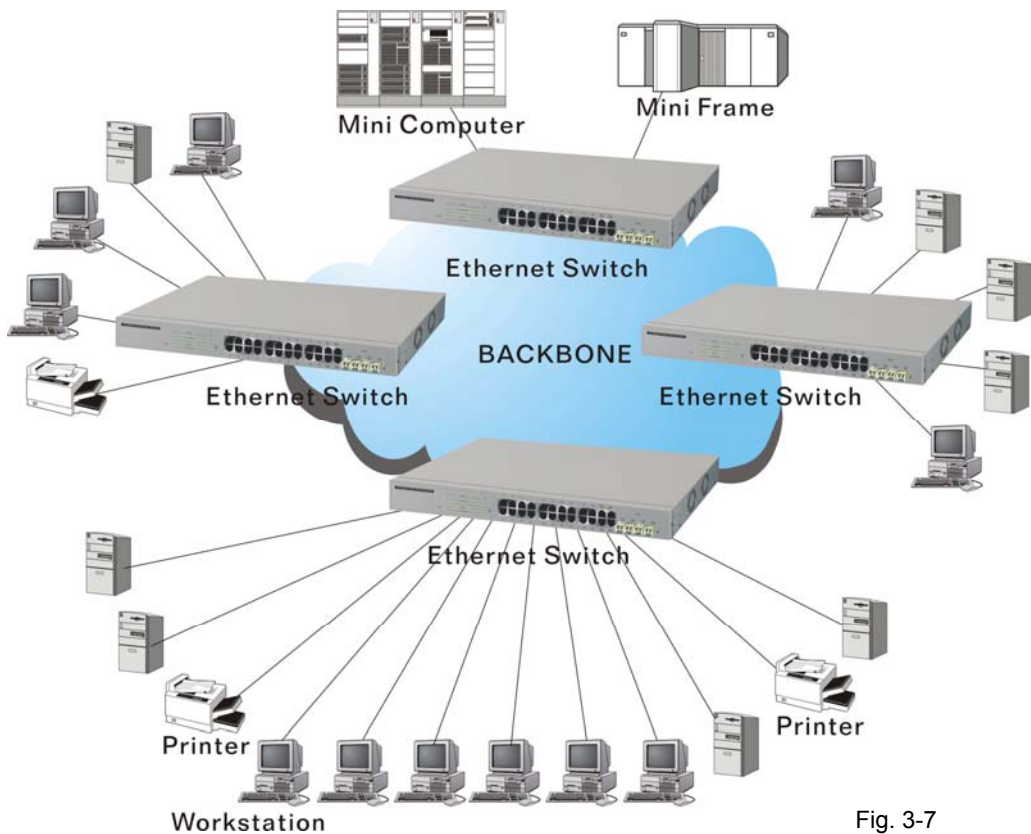 Mini Computer
Mini Frame
Ethernet Switch
BACKBONE
Ethernet Switch
Ethernet Switch
Ethernet Switch
Printer
Printer
Workstation
Fig. 3-7